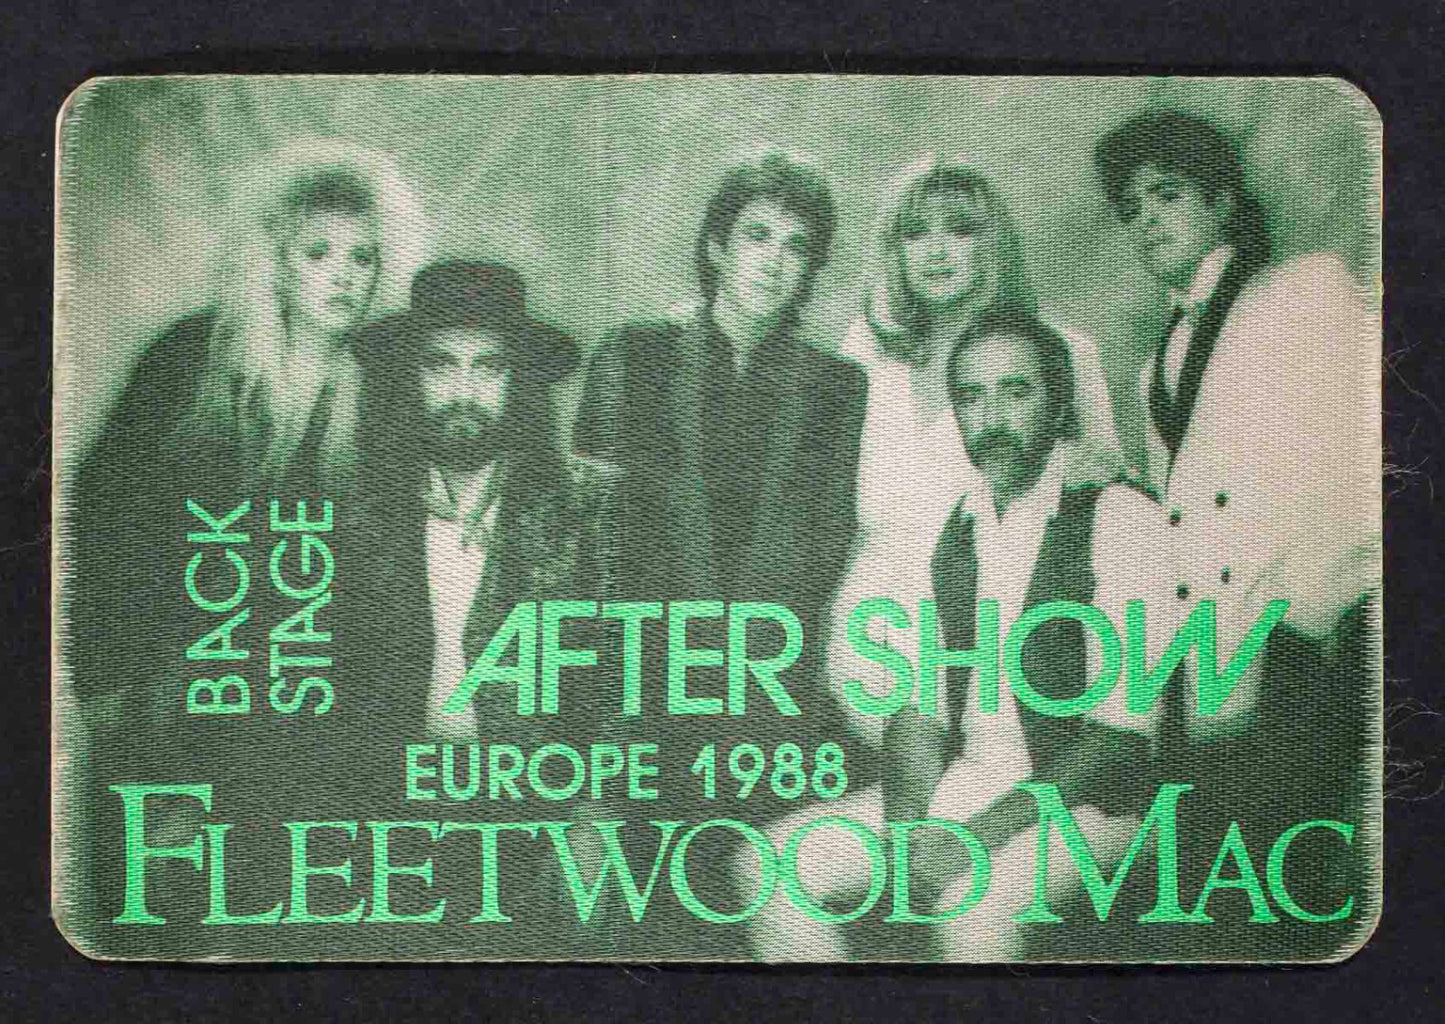 BACK
STAGE
AFTER SHOW
EUROPE 1988
FLEETWOOD MAC